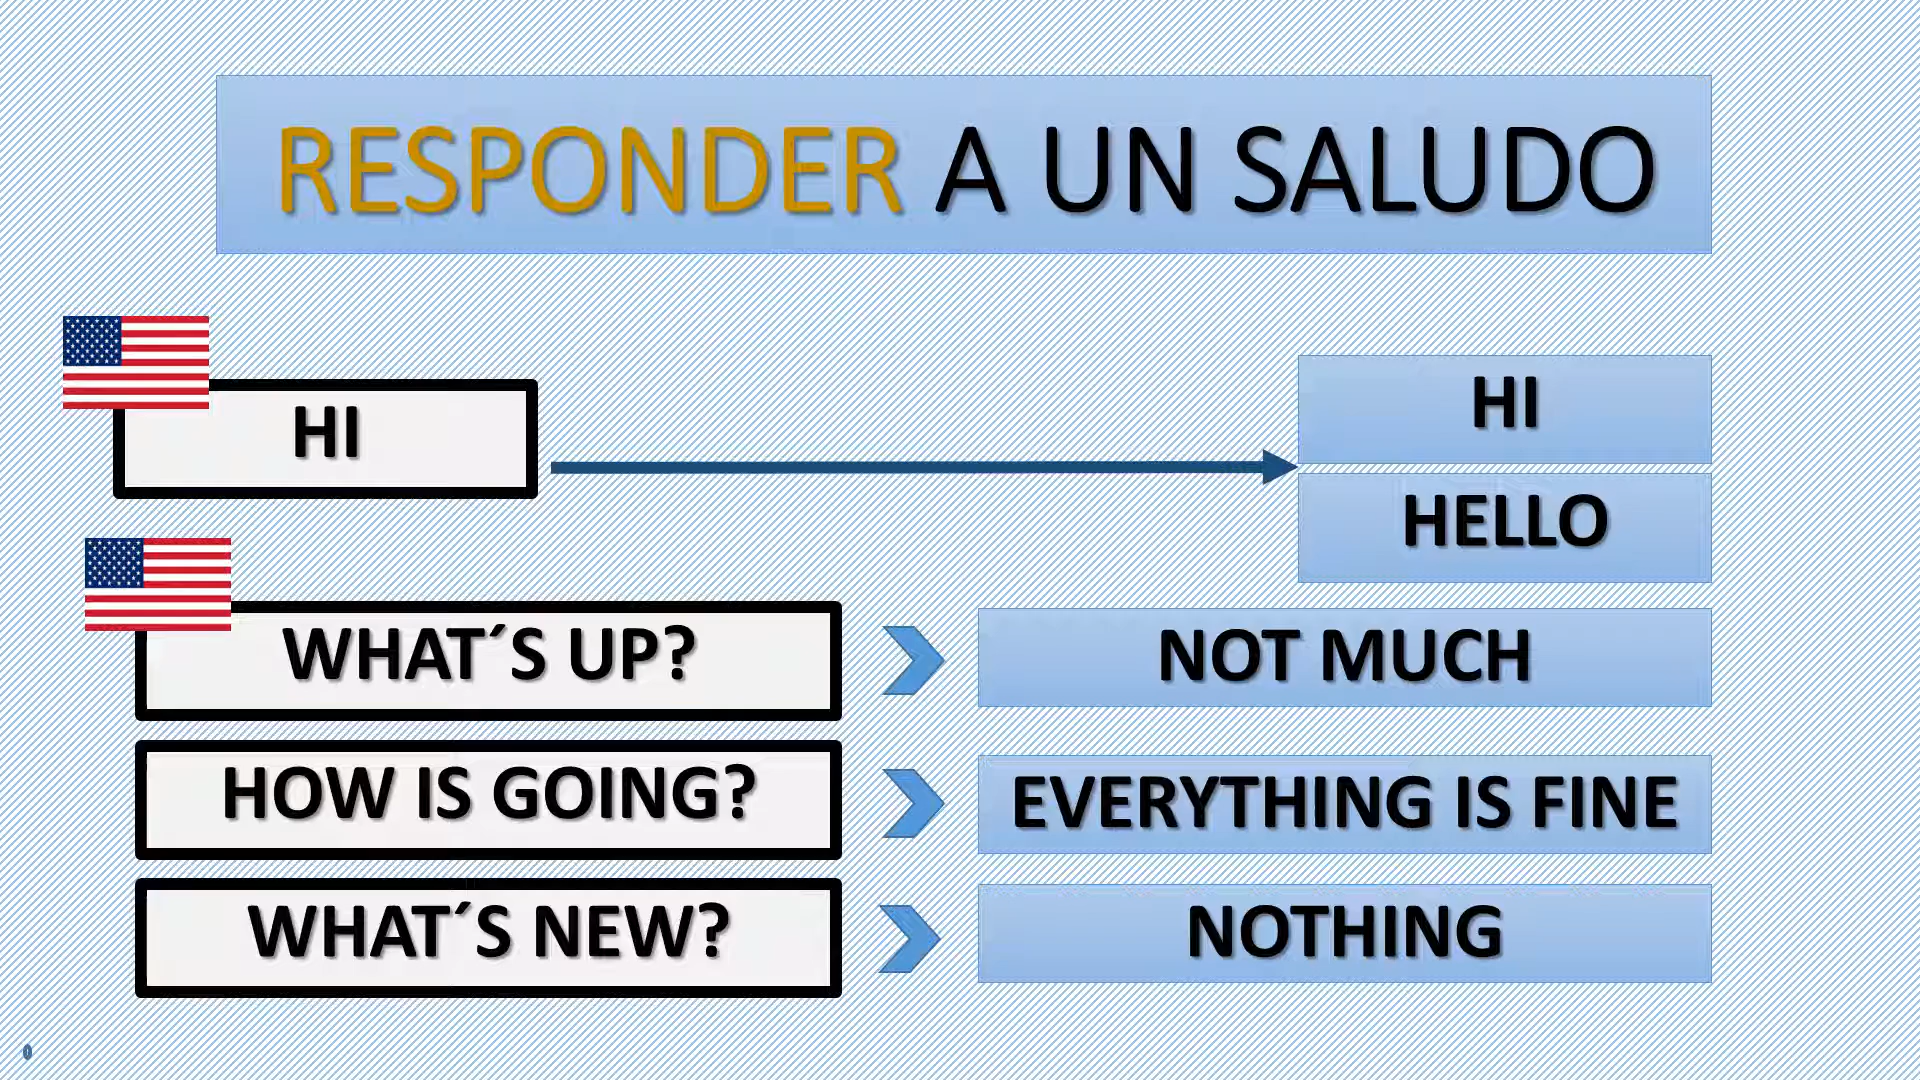 RESPONDER A UN SALUDO
HI
HI
HELLO
WHAT´S UP?
NOT MUCH
HOW IS GOING?
EVERYTHING IS FINE
WHAT´S NEW?
NOTHING